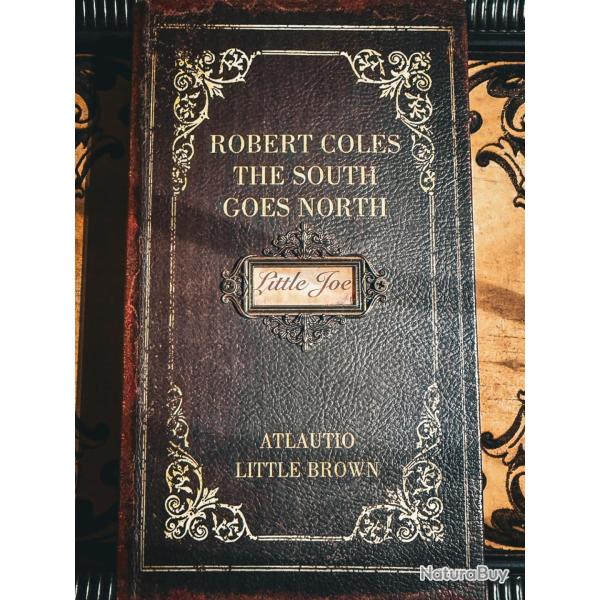 ROBERT COLES
THE SOUTH
GOES NORTH
Little Joe
ATLAUTIO
LITTLE BROWN
NaturaBuy